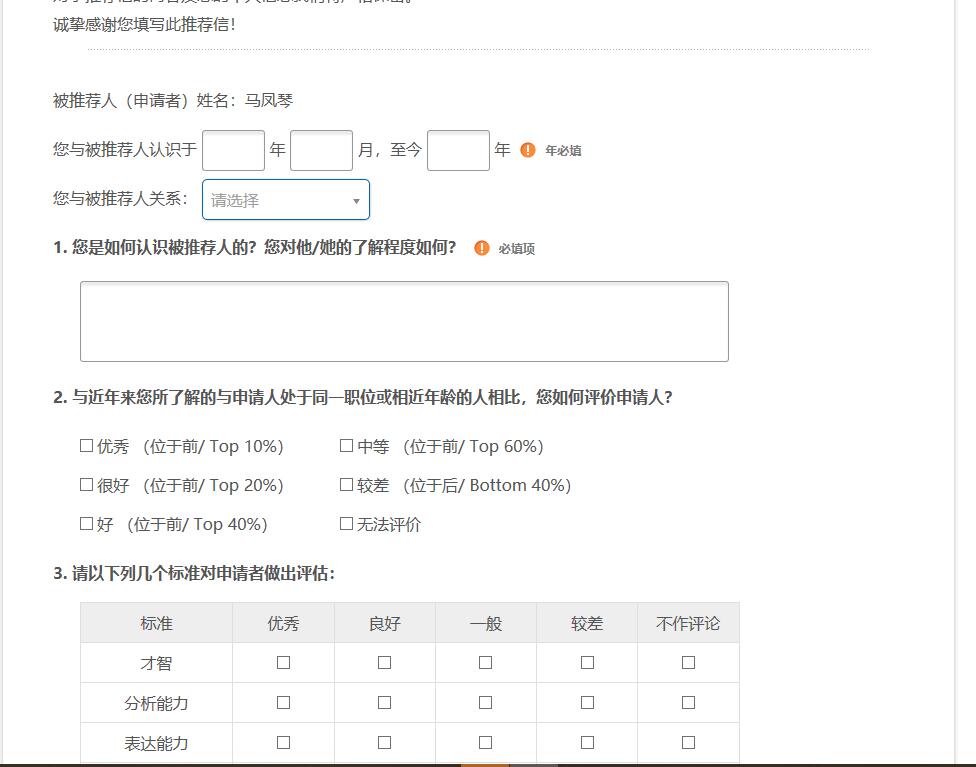 诚挚感谢您填写此推荐信！
被推荐人（申请者）姓名：马凤琴
您与被推荐人认识于 年 月，至今 年 年必填
您与被推荐人关系： 请选择
1. 您是如何认识被推荐人的？您对他/她的了解程度如何？ 必填项
2. 与近年来您所了解的与申请人处于同一职位或相近年龄的人相比，您如何评价申请人？
优秀 （位于前/ Top 10%） 中等 （位于前/ Top 60%）
很好 （位于前/ Top 20%） 较差 （位于后/ Bottom 40%）
好 （位于前/ Top 40%） 无法评价
3. 请以下列几个标准对申请者做出评估：
标准 优秀 良好 一般 较差 不作评论
才智
分析能力
表达能力